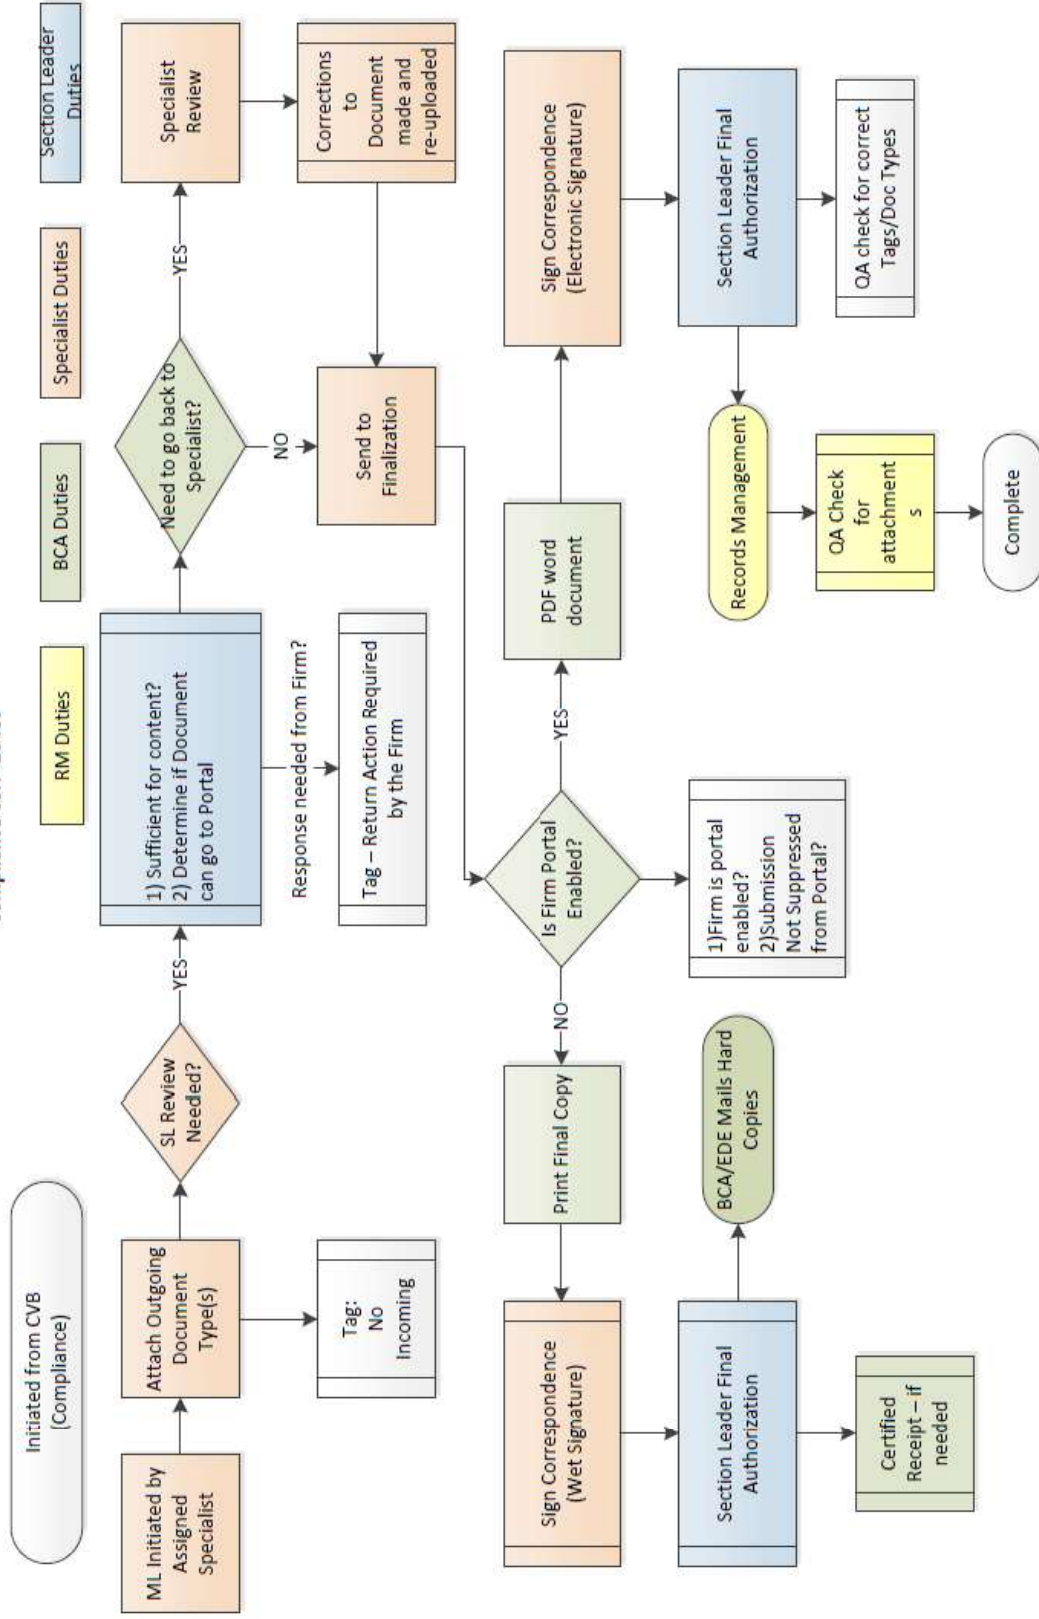 Initiated from CVB
(Compliance)
RM Duties
BCA Duties
Specialist Duties
Section Leader
Duties
ML Initiated by
Assigned
Specialist
Attach Outgoing
Document
Type(s)
SL Review
Needed?
YES
1) Sufficient for content?
2) Determine if Document
can go to Portal
Need to go back to
Specialist?
YES
Specialist
Review
Tag:
No
Incoming
Response needed from Firm?
Tag – Return Action Required
by the Firm
NO
Send to
Finalization
Corrections
to
Document
made and
re-uploaded
Sign Correspondence
(Wet Signature)
Print Final Copy
NO
Is Firm Portal
Enabled?
YES
PDF word
document
Sign Correspondence
(Electronic Signature)
Section Leader Final
Authorization
BCA/EDE Mails Hard
Copies
1)Firm is portal
enabled?
2)Submission
Not Suppressed
from Portal?
Records Management
Section Leader Final
Authorization
Certified
Receipt – if
needed
QA Check
for
attachment
s
QA check for correct
Tags/Doc Types
Complete